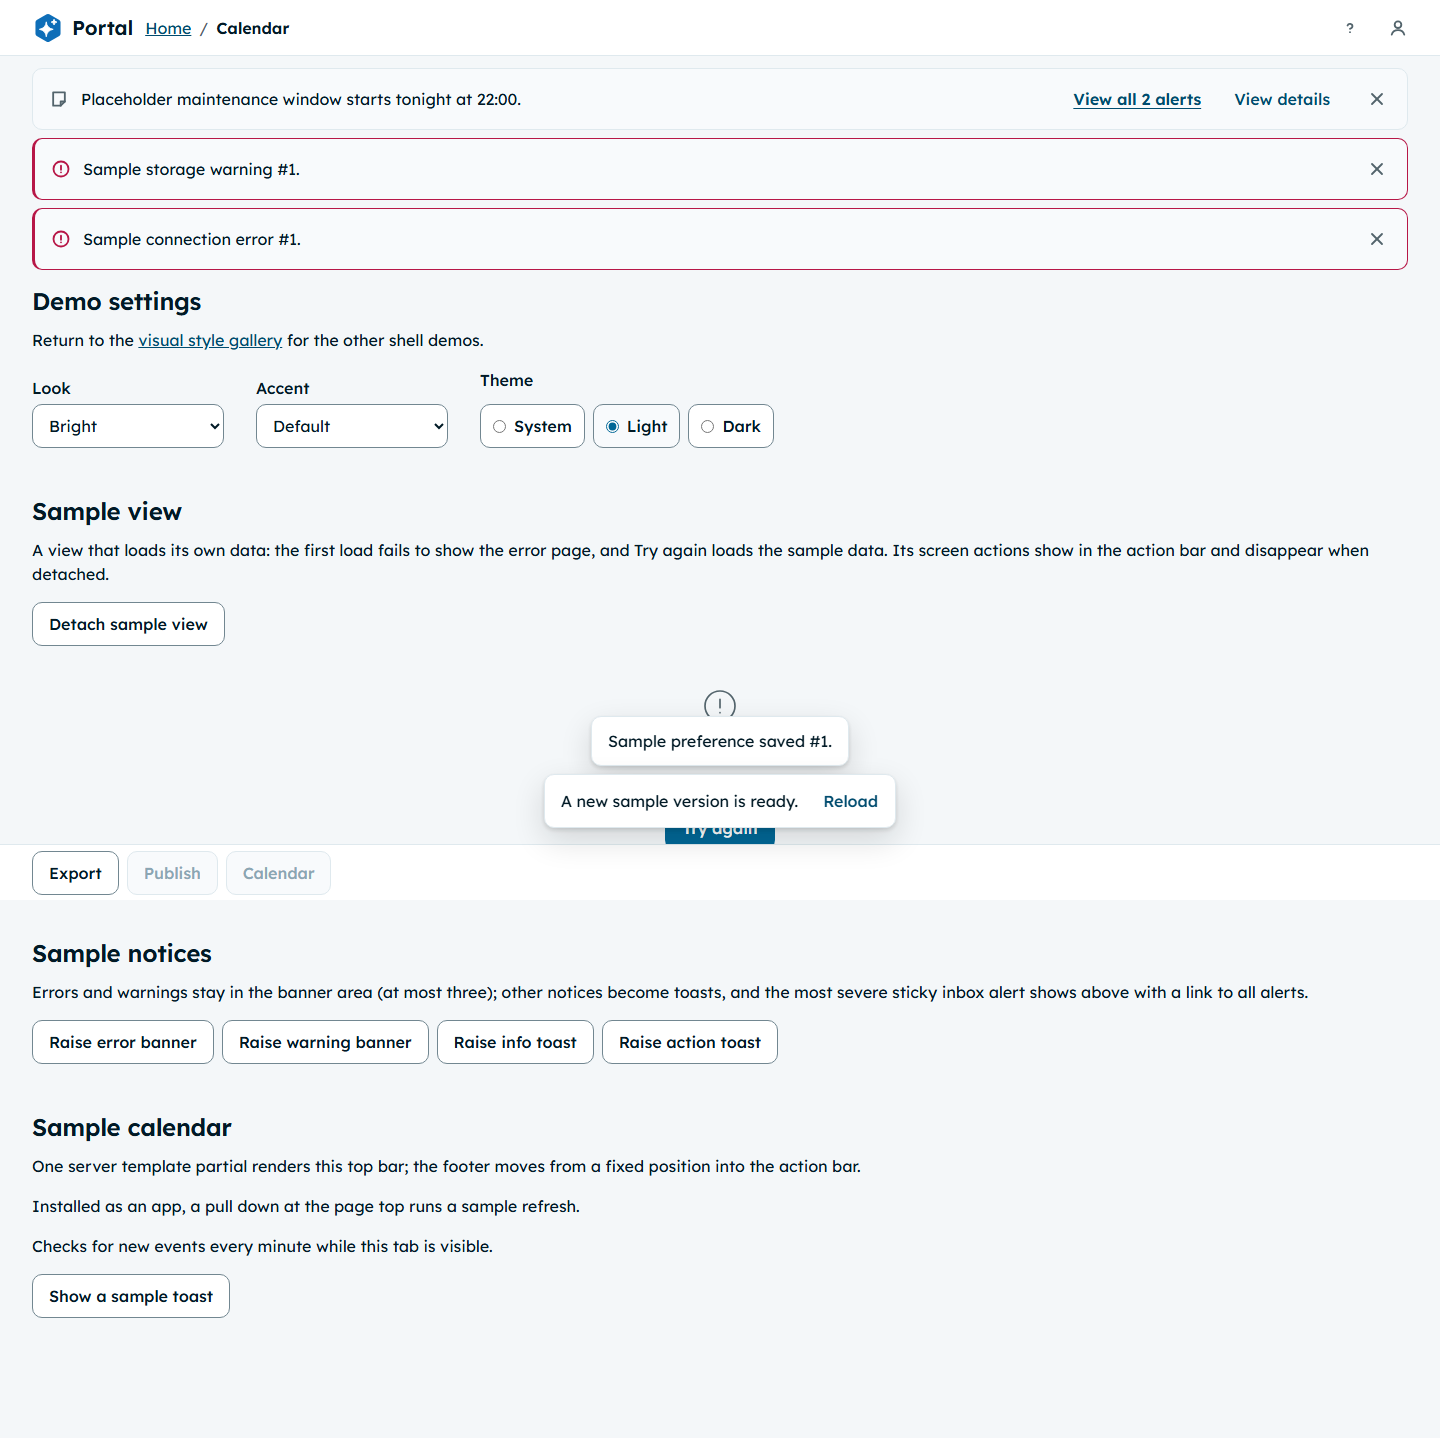 Portal Home / Calendar ?
Placeholder maintenance window starts tonight at 22:00. View all 2 alerts View details
Sample storage warning #1.
Sample connection error #1.
Demo settings
Return to the visual style gallery for the other shell demos.
Look Accent Theme
Bright Default System Light Dark
Sample view
A view that loads its own data: the first load fails to show the error page, and Try again loads the sample data. Its screen actions show in the action bar and disappear when
detached.
Detach sample view
Sample preference saved #1.
A new sample version is ready. Reload
Try again
Export Publish Calendar
Sample notices
Errors and warnings stay in the banner area (at most three); other notices become toasts, and the most severe sticky inbox alert shows above with a link to all alerts.
Raise error banner Raise warning banner Raise info toast Raise action toast
Sample calendar
One server template partial renders this top bar; the footer moves from a fixed position into the action bar.
Installed as an app, a pull down at the page top runs a sample refresh.
Checks for new events every minute while this tab is visible.
Show a sample toast